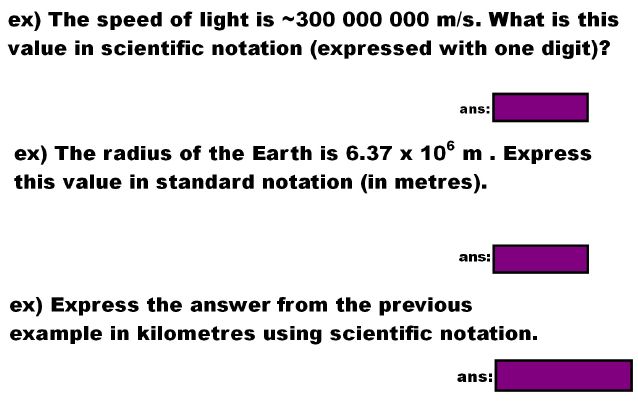 ex) The speed of light is ~300 000 000 m/s. What is this
value in scientific notation (expressed with one digit)?
ans:
ex) The radius of the Earth is 6.37 x 10⁶ m . Express
this value in standard notation (in metres).
ans:
ex) Express the answer from the previous
example in kilometres using scientific notation.
ans: